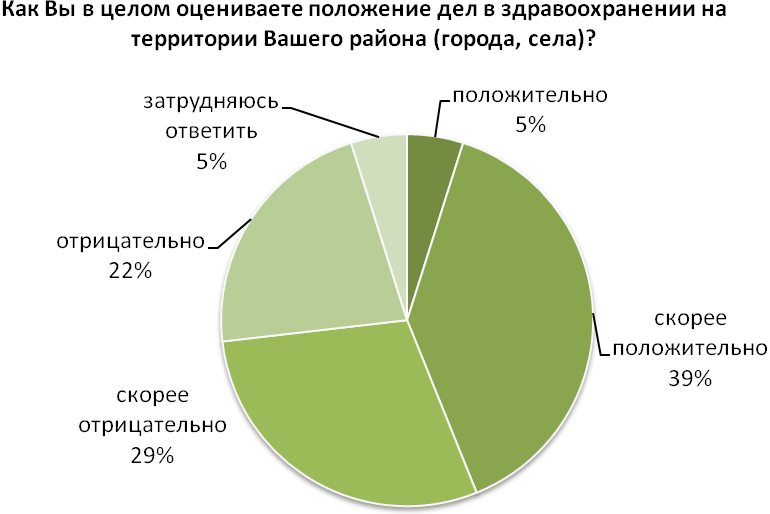 Как Вы в целом оцениваете положение дел в здравоохранении на
территории Вашего района (города, села)?
положительно
5%
скорее
положительно
39%
скорее
отрицательно
29%
отрицательно
22%
затрудняюсь
ответить
5%